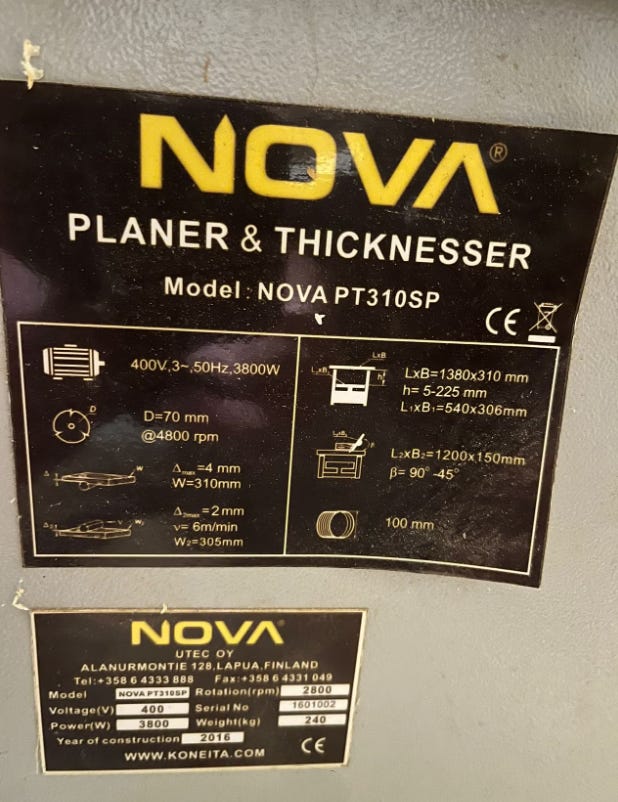 NOVA®
PLANER & THICKNESSER
Model: NOVA PT310SP
CE
400V,3~,50Hz,3800W
D
D=70 mm
@4800 rpm
Δmax=4 mm
W=310mm
Δ2max=2mm
v= 6m/min
W2=305mm
LxB=1380x310 mm
h= 5-225 mm
L1xB1=540x306mm
L2xB2=1200x150mm
β= 90° -45°
100 mm
NOVA
UTEC OY
ALANURMONTIE 128, LAPUA, FINLAND
Tel:+358 6 4333 888 Fax:+358 6 4331 049
Model NOVA PT310SP Rotation(rpm) 2800
Voltage(V) 400 Serial No 1601002
Power(W) 3800 Weight(kg) 240
Year of construction 2016
WWW.KONEITA.COM CE